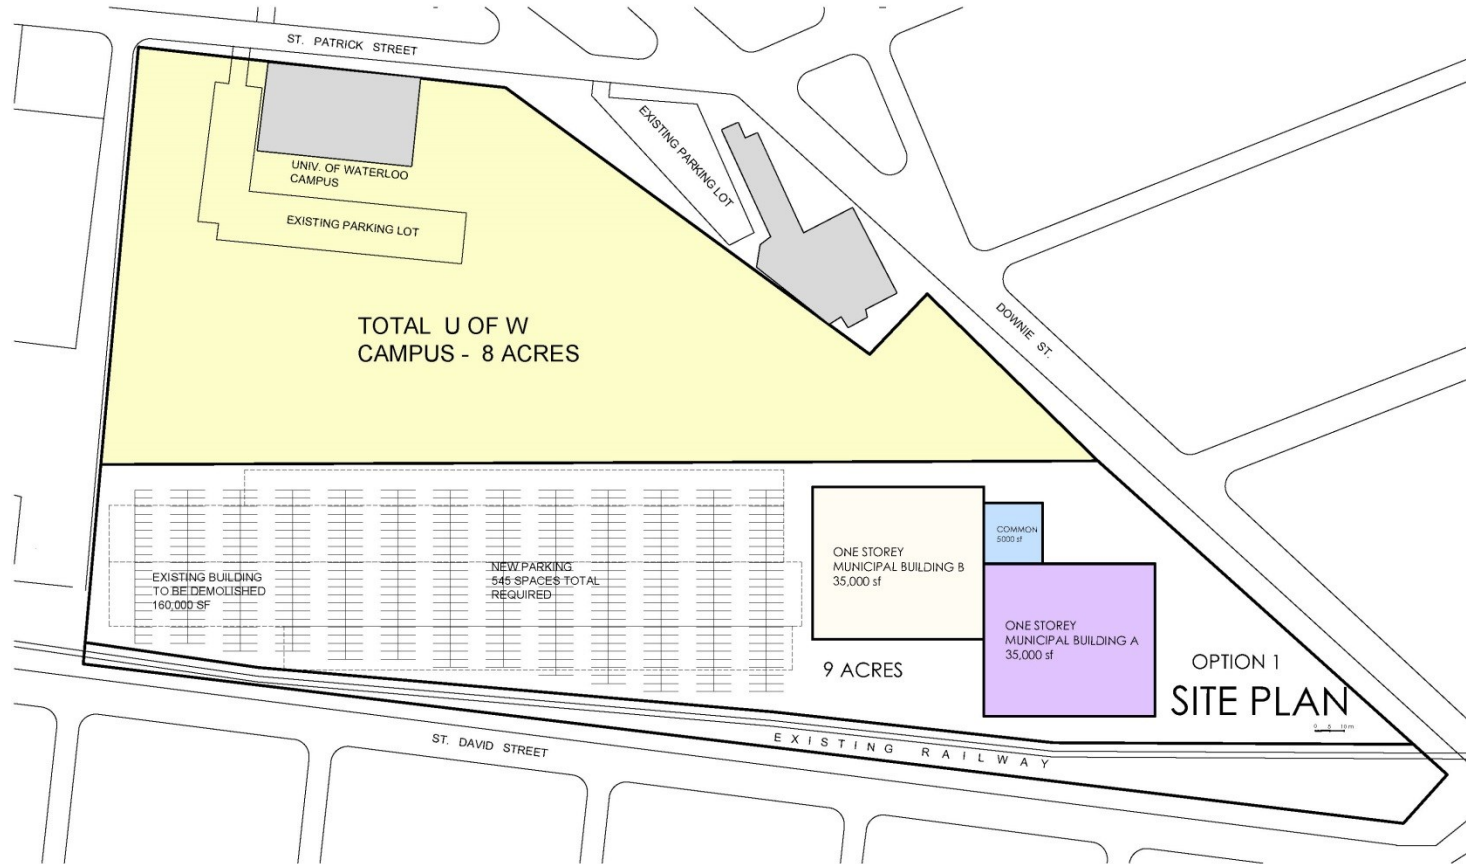 ST. PATRICK STREET
EXISTING PARKING LOT
UNIV. OF WATERLOO
CAMPUS
EXISTING PARKING LOT
TOTAL U OF W
CAMPUS - 8 ACRES
DOWNIE ST.
COMMON
5000 sf
ONE STOREY
MUNICIPAL BUILDING B
35,000 sf
NEW PARKING
545 SPACES TOTAL
REQUIRED
EXISTING BUILDING
TO BE DEMOLISHED
160,000 SF
ONE STOREY
MUNICIPAL BUILDING A
35,000 sf
9 ACRES
OPTION 1
SITE PLAN
ST. DAVID STREET
EXISTING RAILWAY